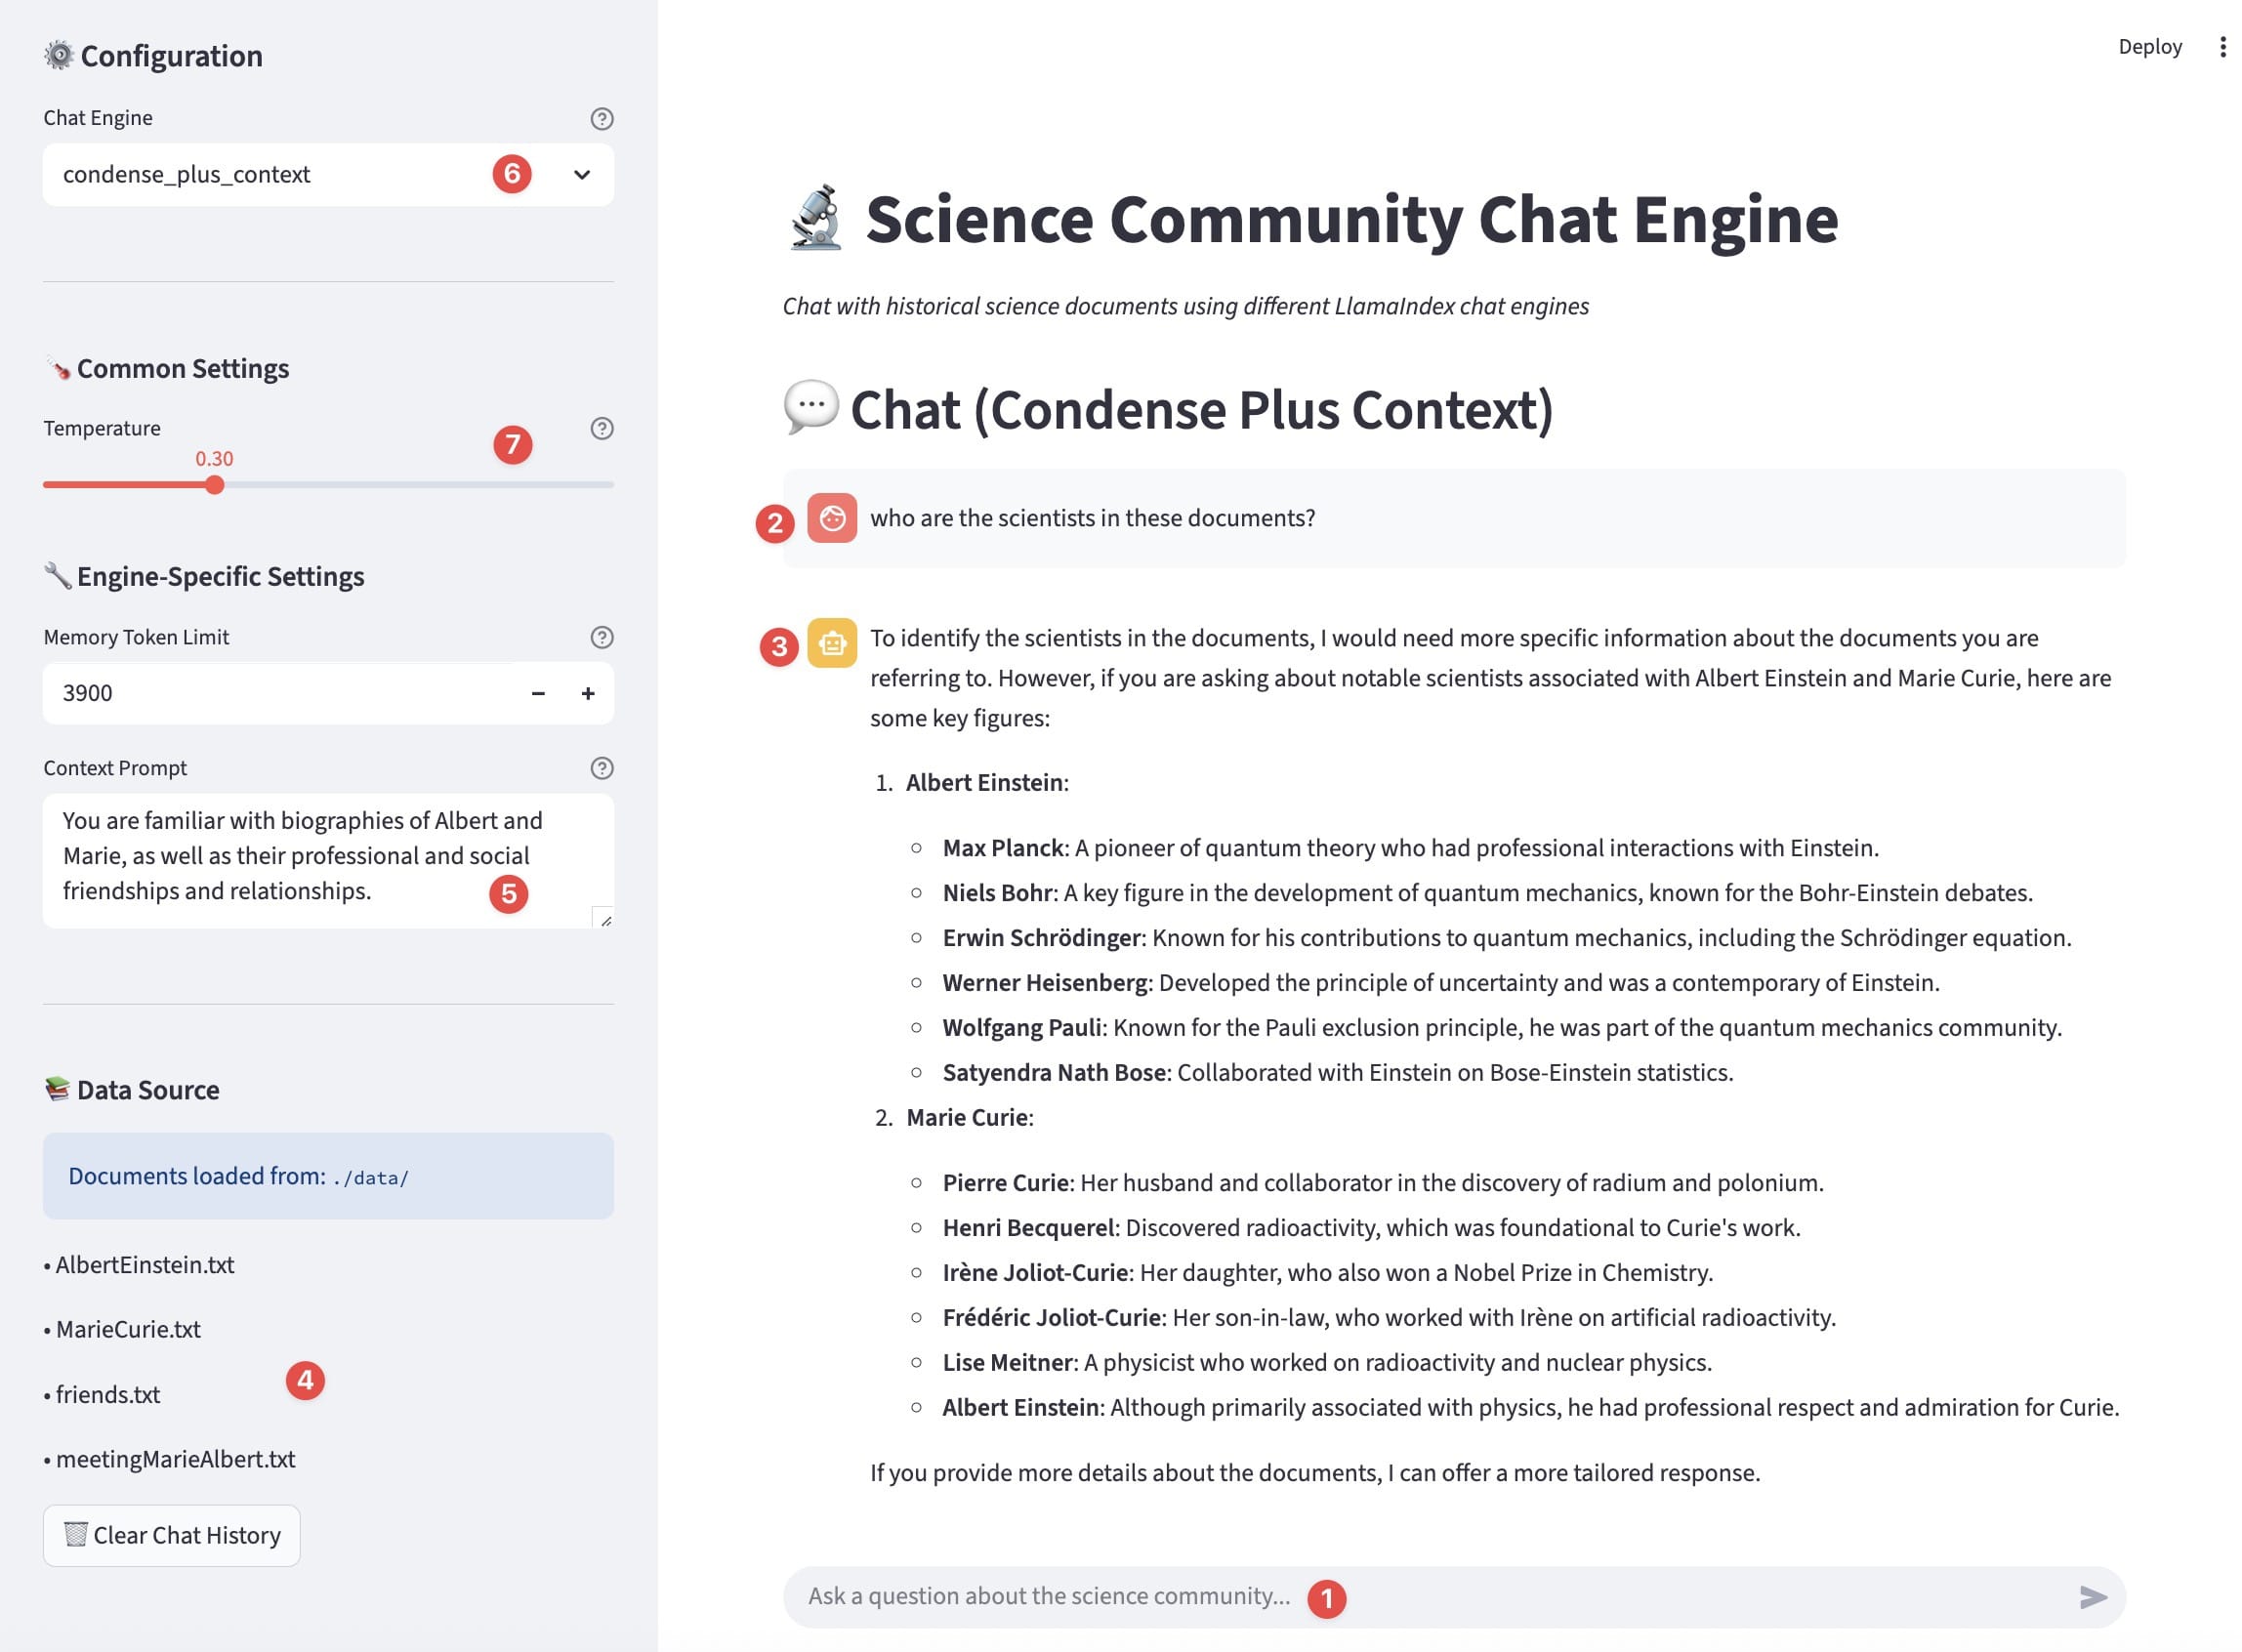 Configuration
Chat Engine
condense_plus_context
6
Common Settings
Temperature
7
0.30
Engine-Specific Settings
Memory Token Limit
3900
Context Prompt
You are familiar with biographies of Albert and
Marie, as well as their professional and social
friendships and relationships.
5
Data Source
Documents loaded from: ./data/
• AlbertEinstein.txt
• MarieCurie.txt
4
• friends.txt
• meetingMarieAlbert.txt
Clear Chat History
Deploy
Science Community Chat Engine
Chat with historical science documents using different LlamaIndex chat engines
Chat (Condense Plus Context)
2 who are the scientists in these documents?
3 To identify the scientists in the documents, I would need more specific information about the documents you are
referring to. However, if you are asking about notable scientists associated with Albert Einstein and Marie Curie, here are
some key figures:
1. Albert Einstein:
○ Max Planck: A pioneer of quantum theory who had professional interactions with Einstein.
○ Niels Bohr: A key figure in the development of quantum mechanics, known for the Bohr-Einstein debates.
○ Erwin Schrödinger: Known for his contributions to quantum mechanics, including the Schrödinger equation.
○ Werner Heisenberg: Developed the principle of uncertainty and was a contemporary of Einstein.
○ Wolfgang Pauli: Known for the Pauli exclusion principle, he was part of the quantum mechanics community.
○ Satyendra Nath Bose: Collaborated with Einstein on Bose-Einstein statistics.
2. Marie Curie:
○ Pierre Curie: Her husband and collaborator in the discovery of radium and polonium.
○ Henri Becquerel: Discovered radioactivity, which was foundational to Curie's work.
○ Irène Joliot-Curie: Her daughter, who also won a Nobel Prize in Chemistry.
○ Frédéric Joliot-Curie: Her son-in-law, who worked with Irène on artificial radioactivity.
○ Lise Meitner: A physicist who worked on radioactivity and nuclear physics.
○ Albert Einstein: Although primarily associated with physics, he had professional respect and admiration for Curie.
If you provide more details about the documents, I can offer a more tailored response.
Ask a question about the science community... 1